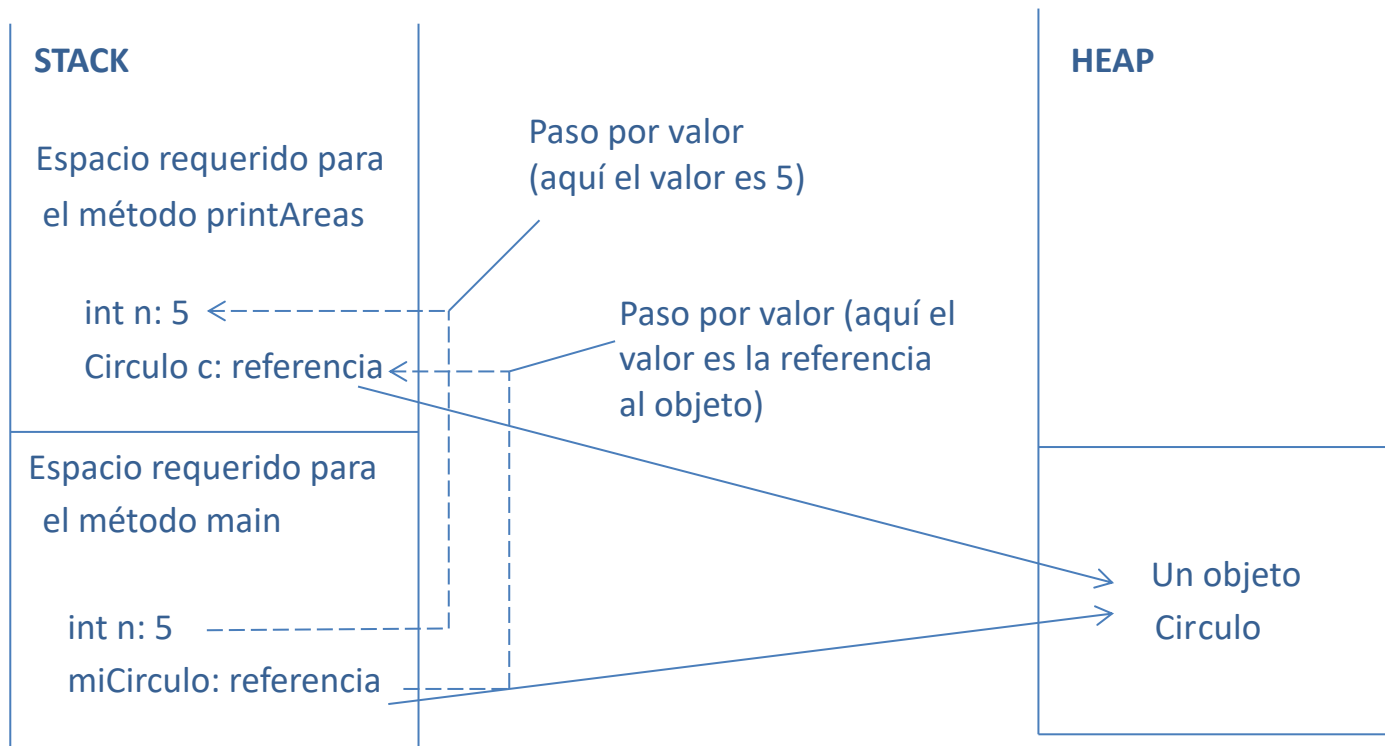 STACK
Espacio requerido para
el método printAreas
int n: 5
Circulo c: referencia
Espacio requerido para
el método main
int n: 5
miCirculo: referencia
Paso por valor
(aquí el valor es 5)
Paso por valor (aquí el
valor es la referencia
al objeto)
HEAP
Un objeto
Circulo